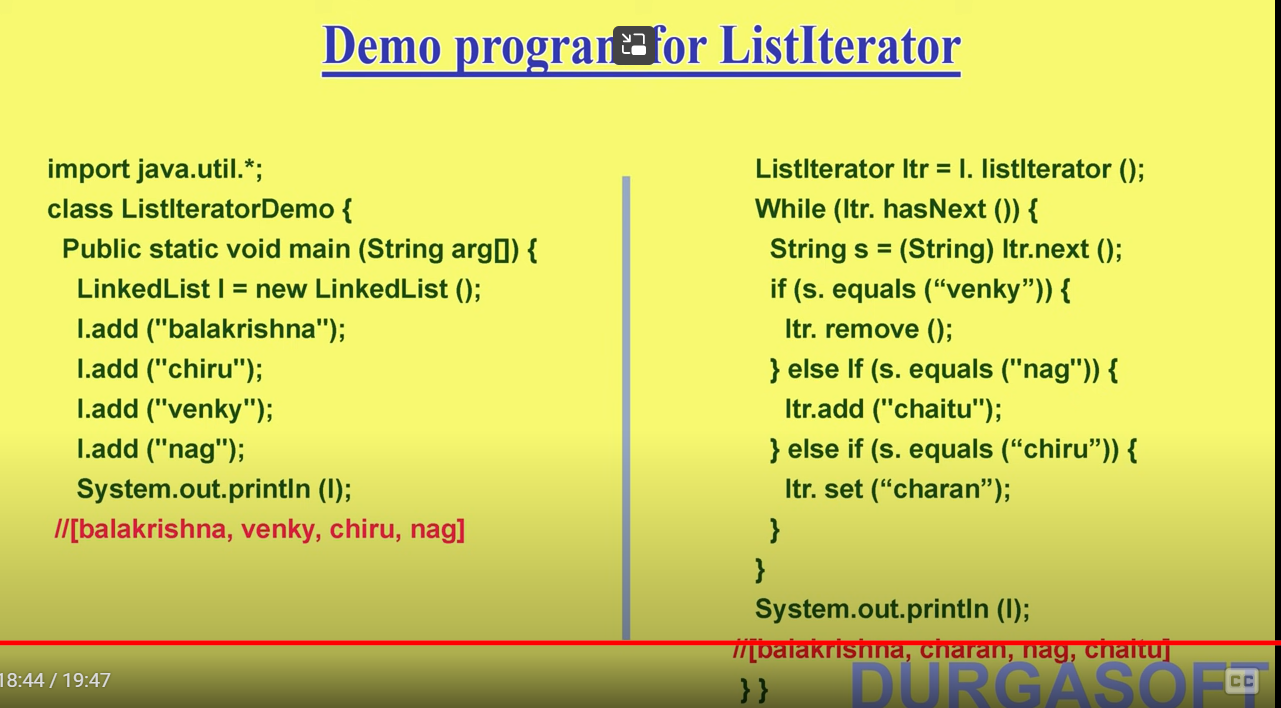 Demo program for ListIterator
import java.util.*;
class ListIteratorDemo {
Public static void main (String arg[]) {
LinkedList l = new LinkedList ();
l.add ("balakrishna");
l.add ("chiru");
l.add ("venky");
l.add ("nag");
System.out.println (l);
//[balakrishna, venky, chiru, nag]
ListIterator ltr = l. listIterator ();
While (ltr. hasNext ()) {
String s = (String) ltr.next ();
if (s. equals (“venky”)) {
ltr. remove ();
} else If (s. equals ("nag")) {
ltr.add ("chaitu");
} else if (s. equals (“chiru”)) {
ltr. set (“charan”);
}
}
System.out.println (l);
//[balakrishna, charan, nag, chaitu]
} }
18:44 / 19:47
DURGASOFT
CC